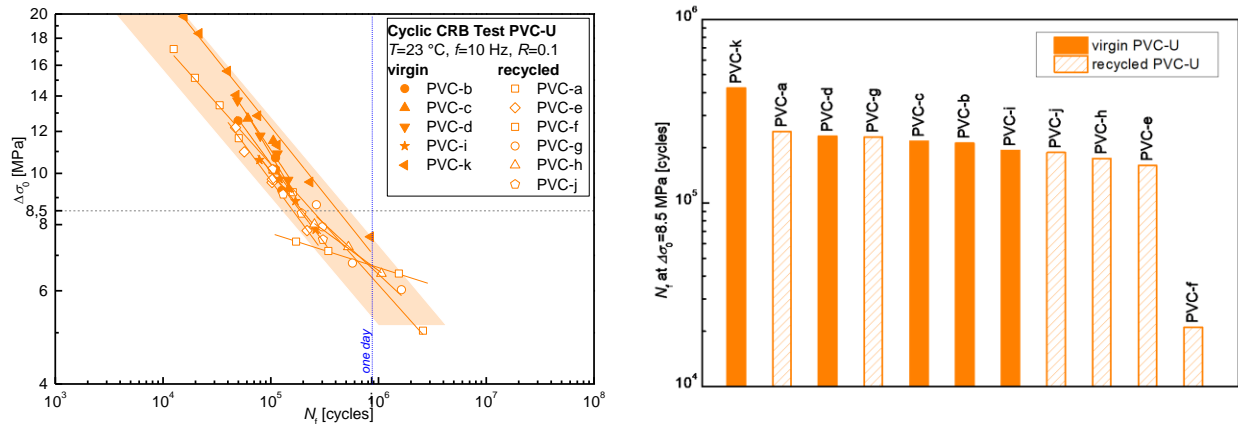 20
18
16
14
12
10
8,5
8
6
4
Δσ₀ [MPa]
Cyclic CRB Test PVC-U
T=23 °C, f=10 Hz, R=0.1
virgin recycled
PVC-b PVC-a
PVC-c PVC-e
PVC-d PVC-f
PVC-i PVC-g
PVC-k PVC-h
PVC-j
one day
10³ 10⁴ 10⁵ 10⁶ 10⁷ 10⁸
Nf [cycles]
10⁶
10⁵
10⁴
Nf at Δσ₀=8.5 MPa [cycles]
virgin PVC-U
recycled PVC-U
PVC-k
PVC-a
PVC-d
PVC-g
PVC-c
PVC-b
PVC-i
PVC-j
PVC-h
PVC-e
PVC-f